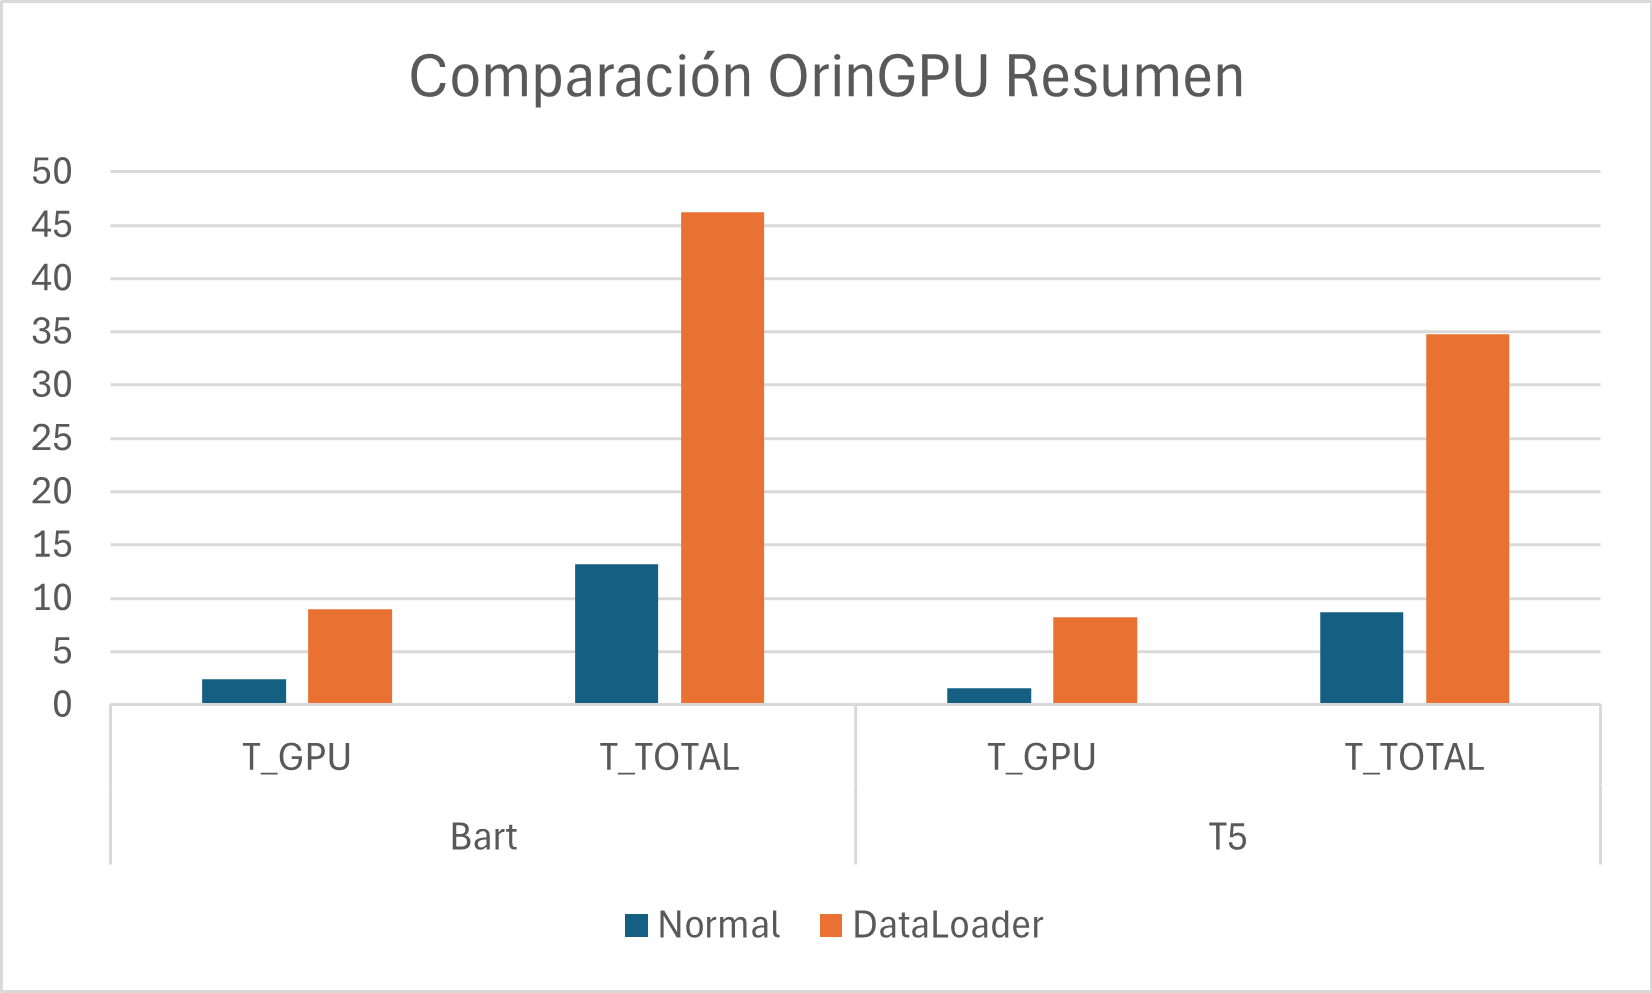 Comparación OrinGPU Resumen
50
45
40
35
30
25
20
15
10
5
0
T_GPU
T_TOTAL
T_GPU
T_TOTAL
Bart
T5
Normal
DataLoader